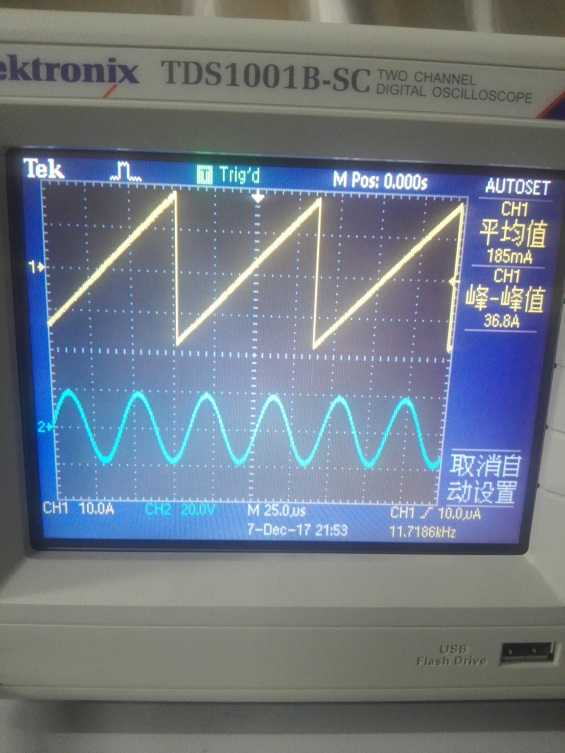 ektronix TDS1001B-SC TWO CHANNEL
DIGITAL OSCILLOSCOPE
Tek T Trig'd M Pos: 0.000s AUTOSET
CH1
平均值
185mA
CH1
峰-峰值
36.8A
1
2
取消自
动设置
CH1 10.0A CH2 20.0V M 25.0µs CH1 10.0µA
7-Dec-17 21:53 11.7186kHz
USB
Flash Drive